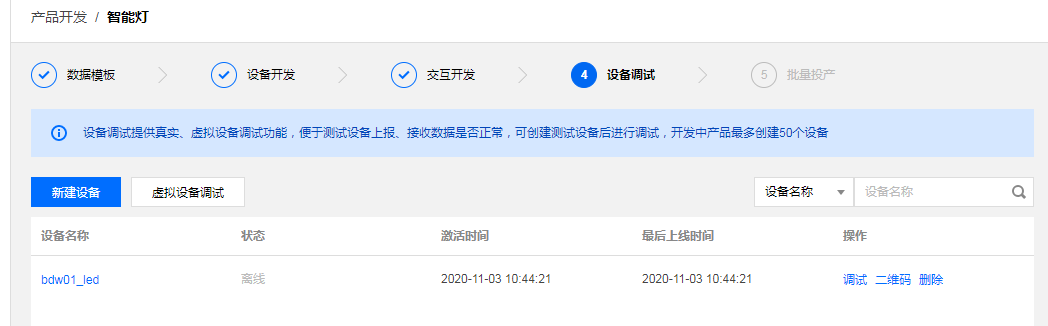 产品开发 / 智能灯
数据模板 设备开发 交互开发 4 设备调试 5 批量投产
设备调试提供真实、虚拟设备调试功能，便于测试设备上报、接收数据是否正常，可创建测试设备后进行调试，开发中产品最多创建50个设备
新建设备 虚拟设备调试 设备名称 设备名称
设备名称 状态 激活时间 最后上线时间 操作
bdw01_led 离线 2020-11-03 10:44:21 2020-11-03 10:44:21 调试 二维码 删除